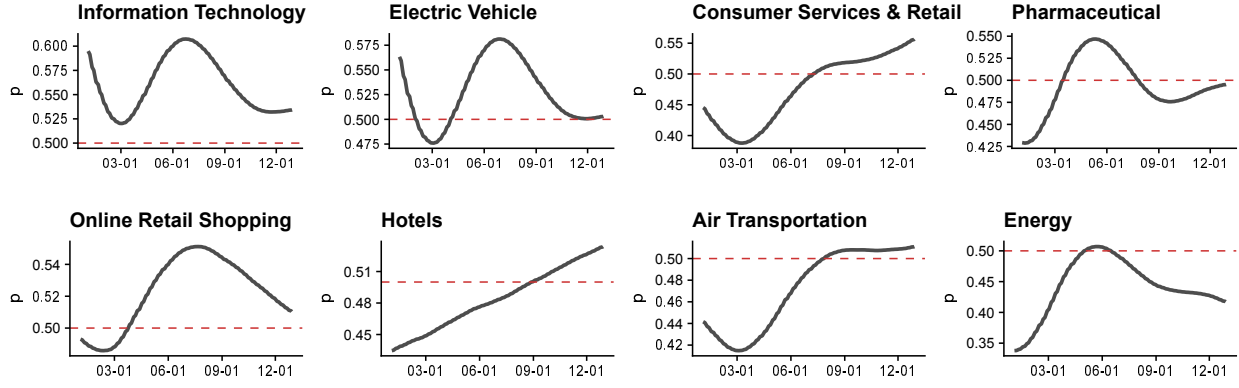 Information Technology
Electric Vehicle
Consumer Services & Retail
Pharmaceutical
p
0.600
0.575
0.550
0.525
0.500
03-01 06-01 09-01 12-01
p
0.575
0.550
0.525
0.500
0.475
03-01 06-01 09-01 12-01
p
0.55
0.50
0.45
0.40
03-01 06-01 09-01 12-01
p
0.550
0.525
0.500
0.475
0.450
0.425
03-01 06-01 09-01 12-01
Online Retail Shopping
Hotels
Air Transportation
Energy
p
0.54
0.52
0.50
03-01 06-01 09-01 12-01
p
0.51
0.48
0.45
03-01 06-01 09-01 12-01
p
0.50
0.48
0.46
0.44
0.42
03-01 06-01 09-01 12-01
p
0.50
0.45
0.40
0.35
03-01 06-01 09-01 12-01